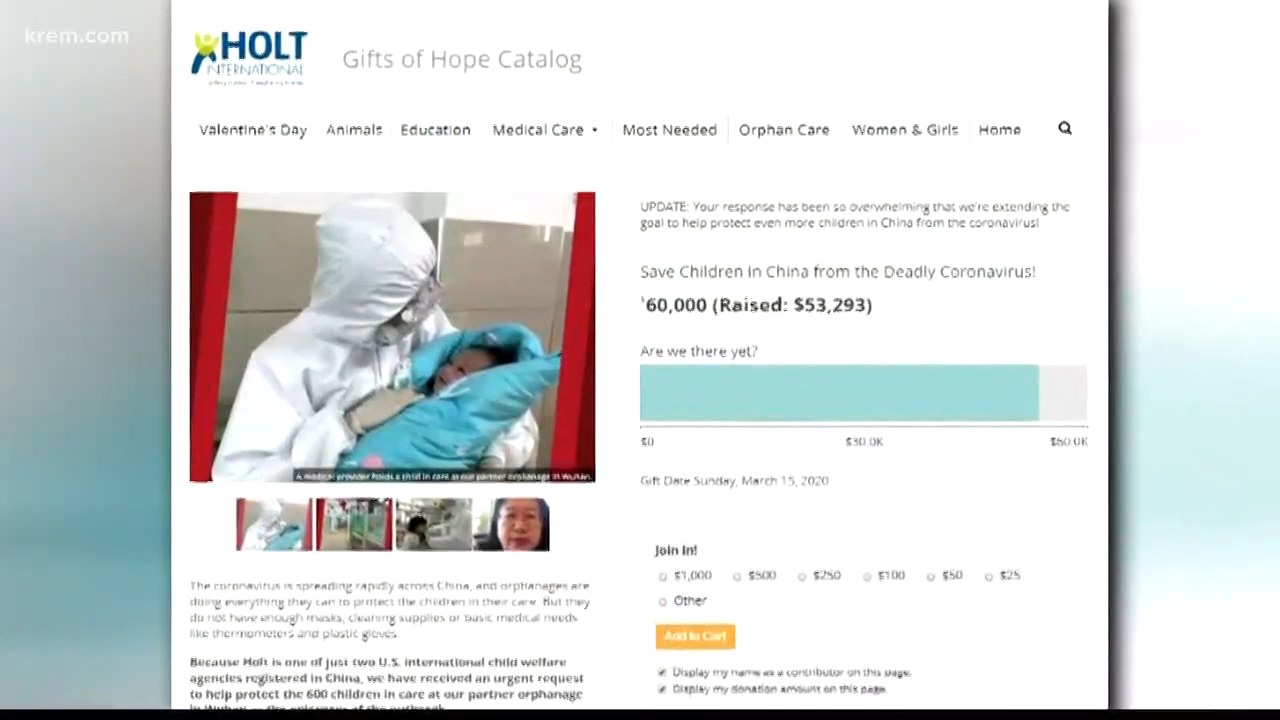 krem.com
HOLT
INTERNATIONAL
Gifts of Hope Catalog
Valentine's Day Animals Education Medical Care Most Needed Orphan Care Women & Girls Home
UPDATE: Your response has been so overwhelming that we're extending the
goal to help protect even more children in China from the coronavirus!
Save Children in China from the Deadly Coronavirus!
$60,000 (Raised: $53,293)
Are we there yet?
$0 $30.0K $60.0K
Gift Date Sunday, March 15, 2020
A medical provider holds a child in care at our partner orphanage in Wuhan.
Join in!
$1,000 $500 $250 $100 $50 $25
Other
Add to Cart
Display my name as a contributor on this page.
Display my donation amount on this page.
The coronavirus is spreading rapidly across China, and orphanages are
doing everything they can to protect the children in their care. But they
do not have enough masks, cleaning supplies or basic medical needs
like thermometers and plastic gloves.
Because Holt is one of just two U.S. international child welfare
agencies registered in China, we have received an urgent request
to help protect the 600 children in care at our partner orphanage
in Wuhan